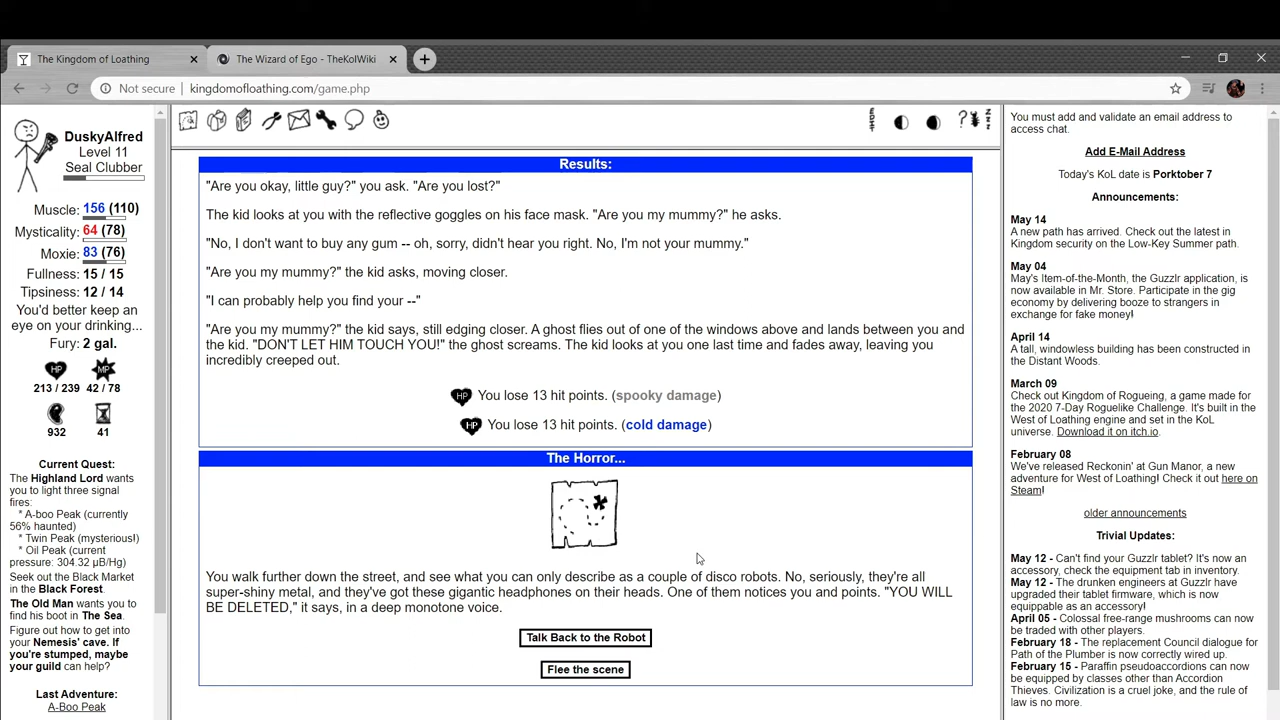 The Kingdom of Loathing
The Wizard of Ego - TheKolWiki
Not secure | kingdomofloathing.com/game.php
DuskyAlfred
Level 11
Seal Clubber
Muscle: 156 (110)
Mysticality: 64 (78)
Moxie: 83 (76)
Fullness: 15 / 15
Tipsiness: 12 / 14
You'd better keep an
eye on your drinking...
Fury: 2 gal.
HP MP
213 / 239 42 / 78
932 41
Current Quest:
The Highland Lord wants
you to light three signal
fires:
* A-boo Peak (currently
56% haunted)
* Twin Peak (mysterious!)
* Oil Peak (current
pressure: 304.32 µB/Hg)
Seek out the Black Market
in the Black Forest.
The Old Man wants you to
find his boot in The Sea.
Figure out how to get into
your Nemesis' cave. If
you're stumped, maybe
your guild can help?
Last Adventure:
A-Boo Peak
Results:
"Are you okay, little guy?" you ask. "Are you lost?"
The kid looks at you with the reflective goggles on his face mask. "Are you my mummy?" he asks.
"No, I don't want to buy any gum -- oh, sorry, didn't hear you right. No, I'm not your mummy."
"Are you my mummy?" the kid asks, moving closer.
"I can probably help you find your --"
"Are you my mummy?" the kid says, still edging closer. A ghost flies out of one of the windows above and lands between you and
the kid. "DON'T LET HIM TOUCH YOU!" the ghost screams. The kid looks at you one last time and fades away, leaving you
incredibly creeped out.
HP You lose 13 hit points. (spooky damage)
HP You lose 13 hit points. (cold damage)
The Horror...
You walk further down the street, and see what you can only describe as a couple of disco robots. No, seriously, they're all
super-shiny metal, and they've got these gigantic headphones on their heads. One of them notices you and points. "YOU WILL
BE DELETED," it says, in a deep monotone voice.
Talk Back to the Robot
Flee the scene
You must add and validate an email address to
access chat.
Add E-Mail Address
Today's KoL date is Porktober 7
Announcements:
May 14
A new path has arrived. Check out the latest in
Kingdom security on the Low-Key Summer path.
May 04
May's Item-of-the-Month, the Guzzlr application, is
now available in Mr. Store. Participate in the gig
economy by delivering booze to strangers in
exchange for fake money!
April 14
A tall, windowless building has been constructed in
the Distant Woods.
March 09
Check out Kingdom of Rogueing, a game made for
the 2020 7-Day Roguelike Challenge. It's built in the
West of Loathing engine and set in the KoL
universe. Download it on itch.io.
February 08
We've released Reckonin' at Gun Manor, a new
adventure for West of Loathing! Check it out here on
Steam!
older announcements
Trivial Updates:
May 12 - Can't find your Guzzlr tablet? It's now an
accessory, check the equipment tab in inventory.
May 12 - The drunken engineers at Guzzlr have
upgraded their tablet firmware, which is now
equippable as an accessory!
April 05 - Colossal free-range mushrooms can now
be traded with other players.
February 18 - The replacement Council dialogue for
Path of the Plumber is now correctly wired up.
February 15 - Paraffin pseudoaccordions can now
be equipped by classes other than Accordion
Thieves. Civilization is a cruel joke, and the rule of
law is no more.